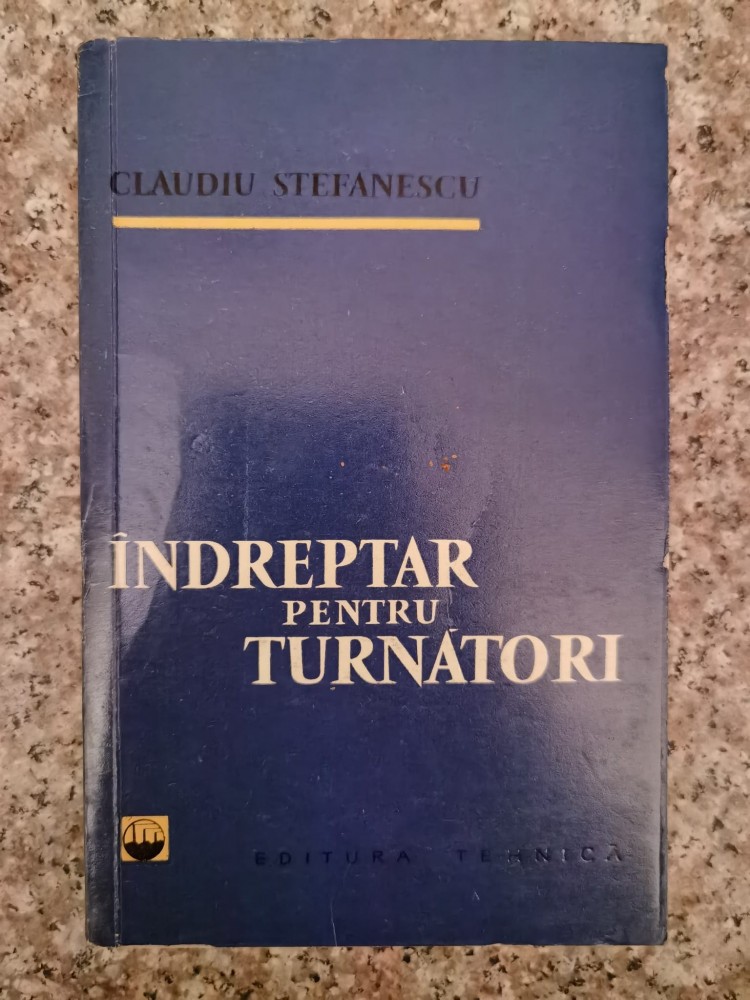 CLAUDIU STEFANESCU
ÎNDREPTAR
PENTRU
TURNĂTORI
EDITURA TEHNICĂ